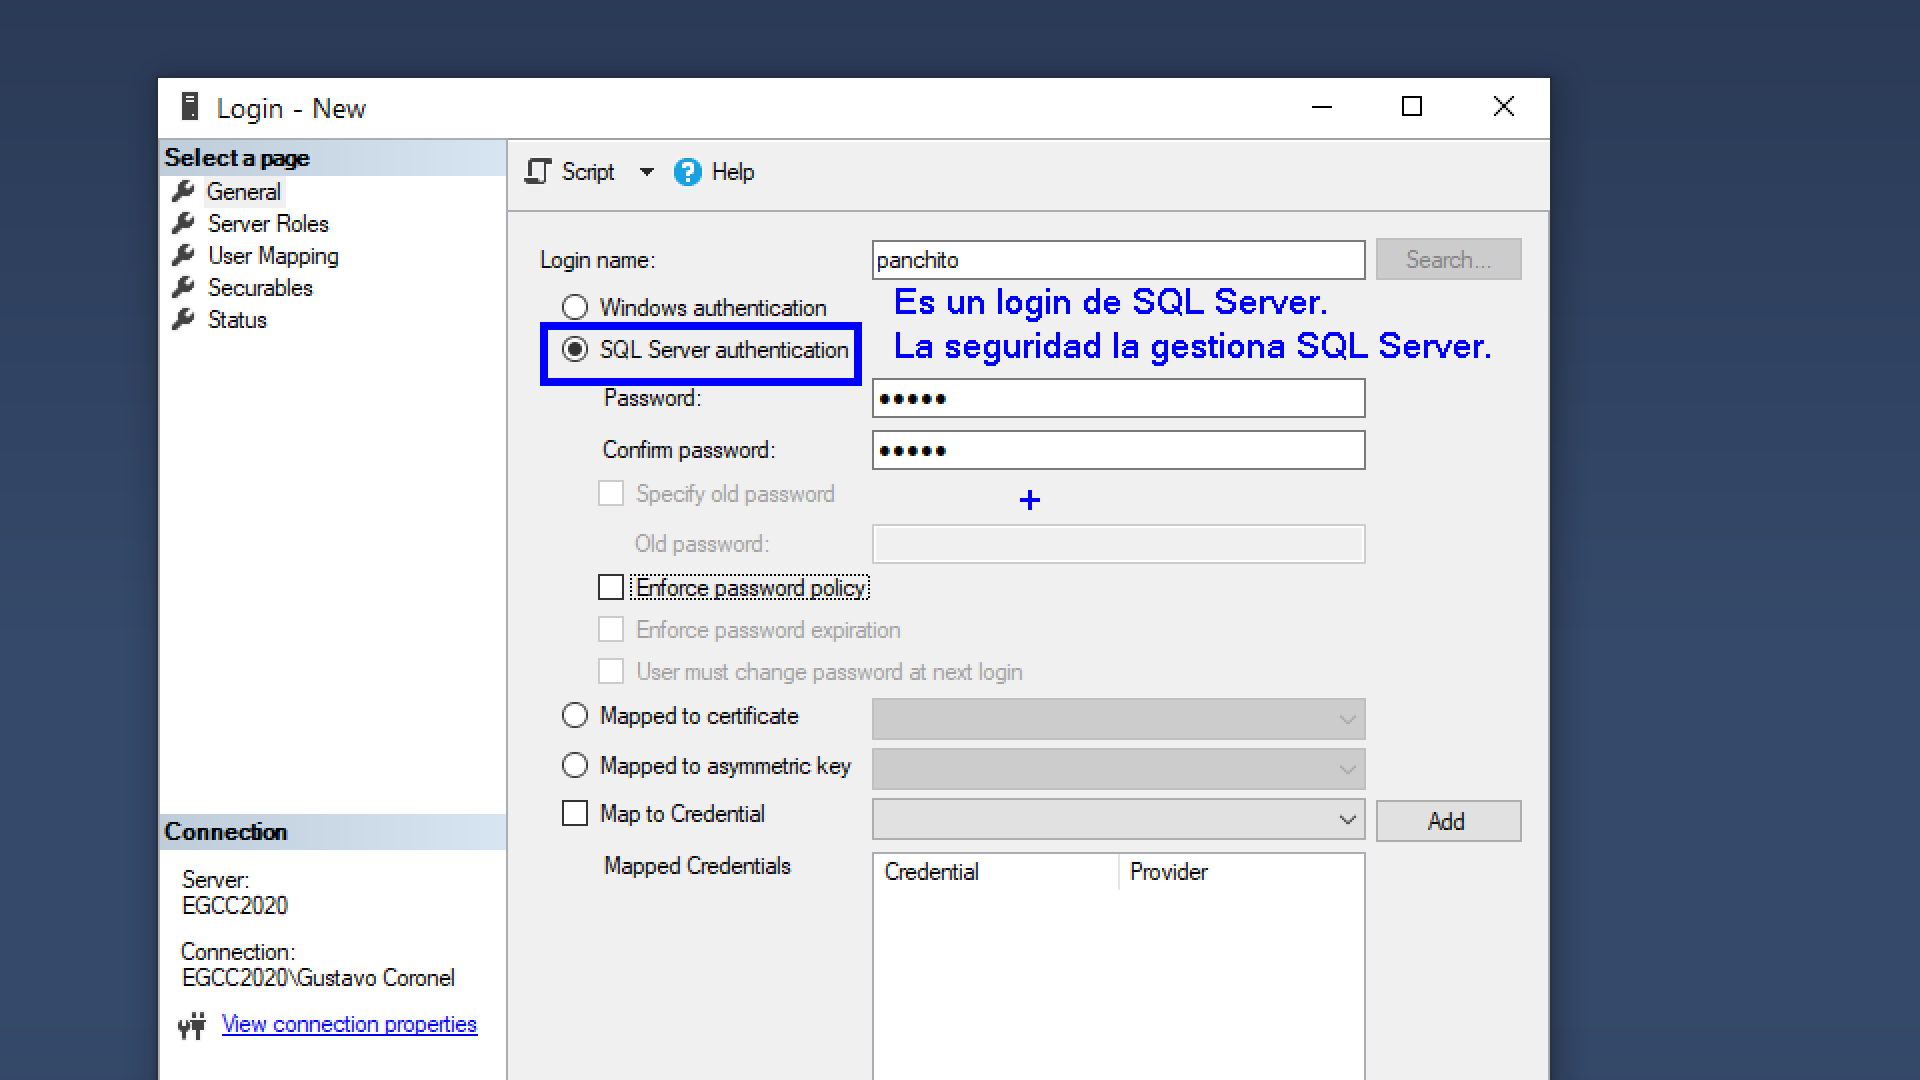 Login - New
Select a page
General
Server Roles
User Mapping
Securables
Status
Connection
Server:
EGCC2020
Connection:
EGCC2020\Gustavo Coronel
View connection properties
Script
? Help
Login name:
panchito
Search...
Windows authentication
Es un login de SQL Server.
SQL Server authentication
La seguridad la gestiona SQL Server.
Password:
●●●●●
Confirm password:
●●●●●
Specify old password
Old password:
Enforce password policy
Enforce password expiration
User must change password at next login
Mapped to certificate
Mapped to asymmetric key
Map to Credential
Add
Mapped Credentials
Credential Provider